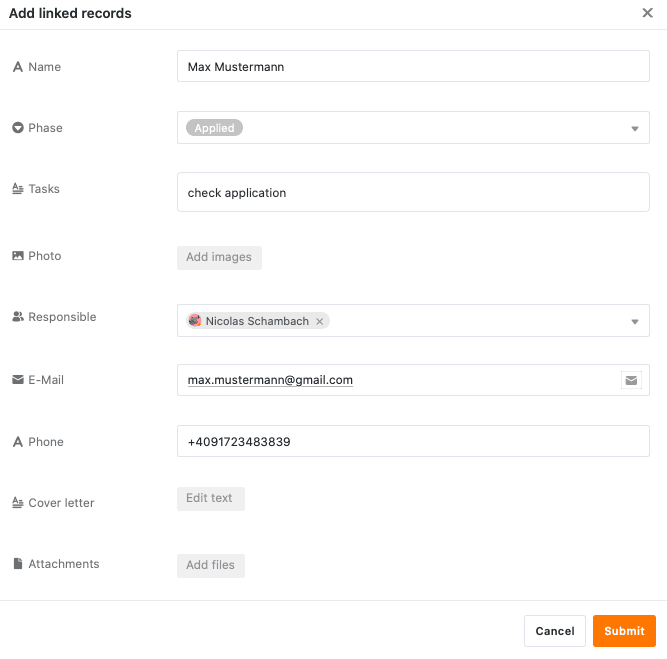 Add linked records
Name
Max Mustermann
Phase
Applied
Tasks
check application
Photo
Add images
Responsible
Nicolas Schambach
E-Mail
max.mustermann@gmail.com
Phone
+4091723483839
Cover letter
Edit text
Attachments
Add files
Cancel
Submit